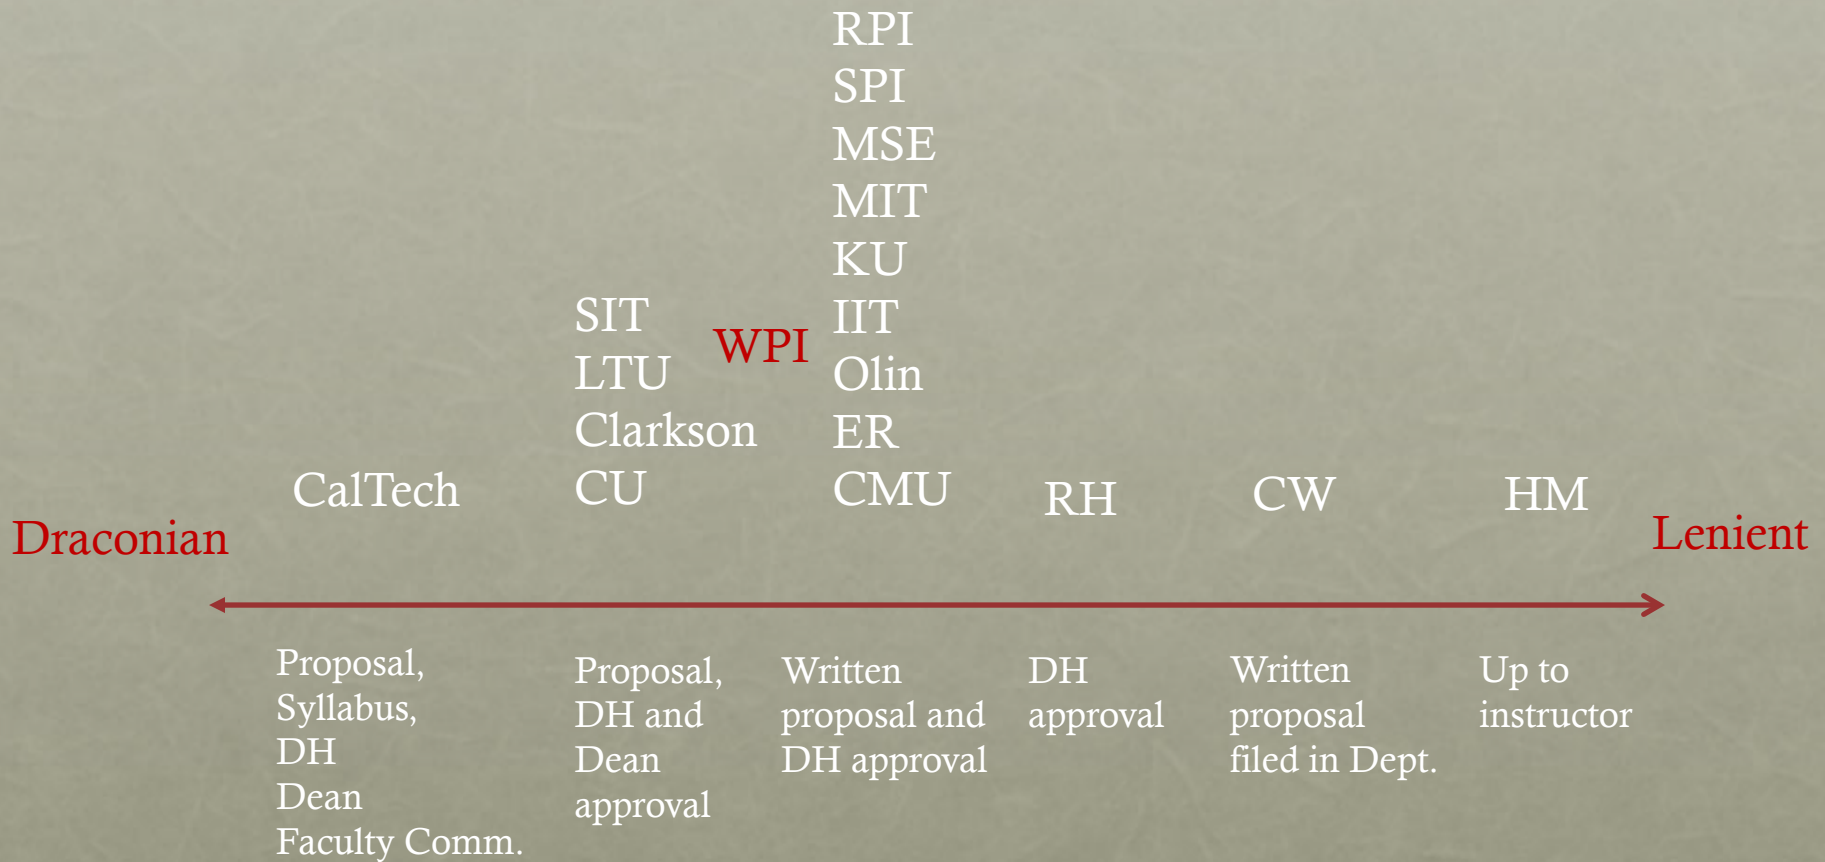 RPI
SPI
MSE
MIT
KU
IIT
Olin
ER
CMU
SIT
LTU
Clarkson
CU
WPI
CalTech
RH
CW
HM
Draconian
Lenient
Proposal,
Syllabus,
DH
Dean
Faculty Comm.
Proposal,
DH and
Dean
approval
Written
proposal and
DH approval
DH
approval
Written
proposal
filed in Dept.
Up to
instructor